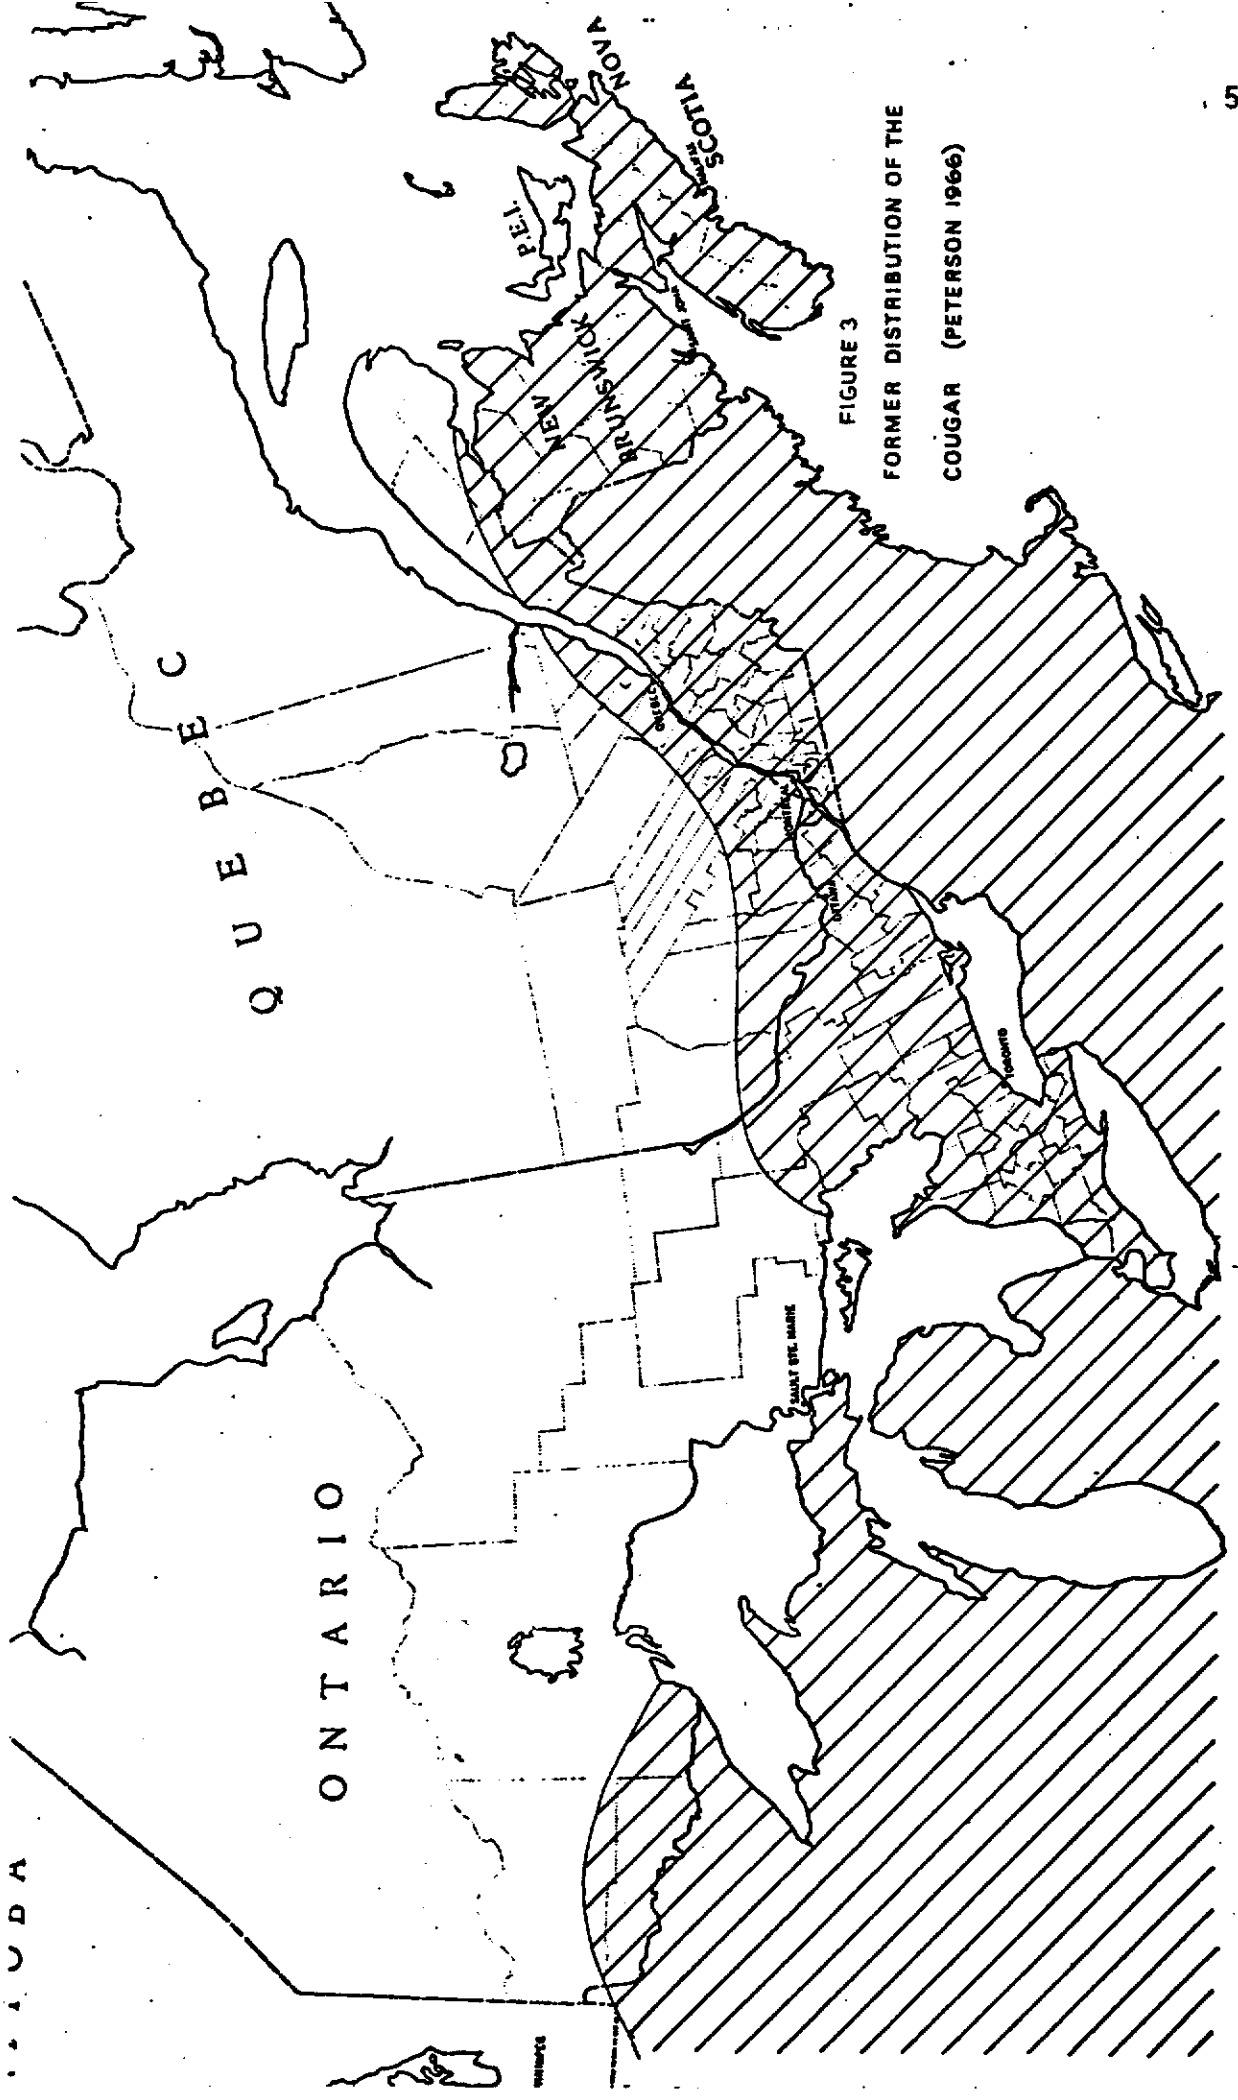 QUEBEC
ONTARIO
P.E.I.
NOVA
SCOTIA
NEW
BRUNSWICK
QUEBEC
MONTREAL
OTTAWA
TORONTO
SAULT STE. MARIE
WINNIPEG
FIGURE 3
FORMER DISTRIBUTION OF THE
COUGAR (PETERSON 1966)
5